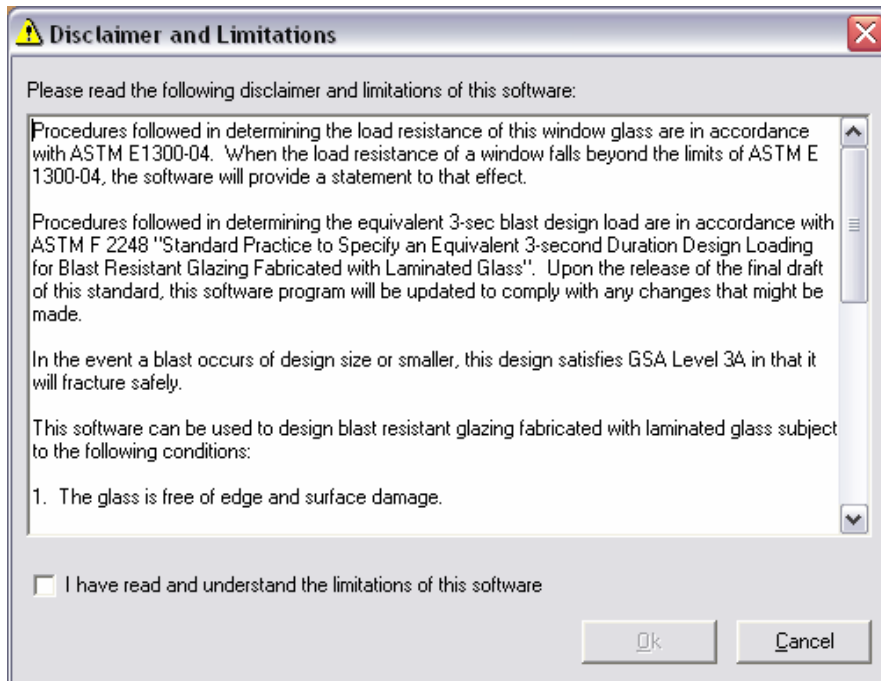 Disclaimer and Limitations
Please read the following disclaimer and limitations of this software:
Procedures followed in determining the load resistance of this window glass are in accordance
with ASTM E1300-04.  When the load resistance of a window falls beyond the limits of ASTM E
1300-04, the software will provide a statement to that effect.
Procedures followed in determining the equivalent 3-sec blast design load are in accordance with
ASTM F 2248 "Standard Practice to Specify an Equivalent 3-second Duration Design Loading
for Blast Resistant Glazing Fabricated with Laminated Glass".  Upon the release of the final draft
of this standard, this software program will be updated to comply with any changes that might be
made.
In the event a blast occurs of design size or smaller, this design satisfies GSA Level 3A in that it
will fracture safely.
This software can be used to design blast resistant glazing fabricated with laminated glass subject
to the following conditions:
1.  The glass is free of edge and surface damage.
I have read and understand the limitations of this software
Ok
Cancel